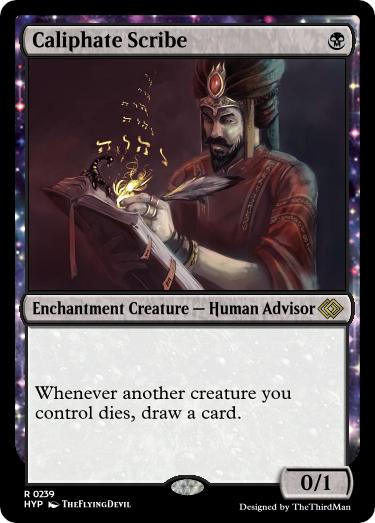 Caliphate Scribe
Enchantment Creature — Human Advisor
Whenever another creature you
control dies, draw a card.
0/1
R 0239
HYP TheFlyingDevil
Designed by TheThirdMan